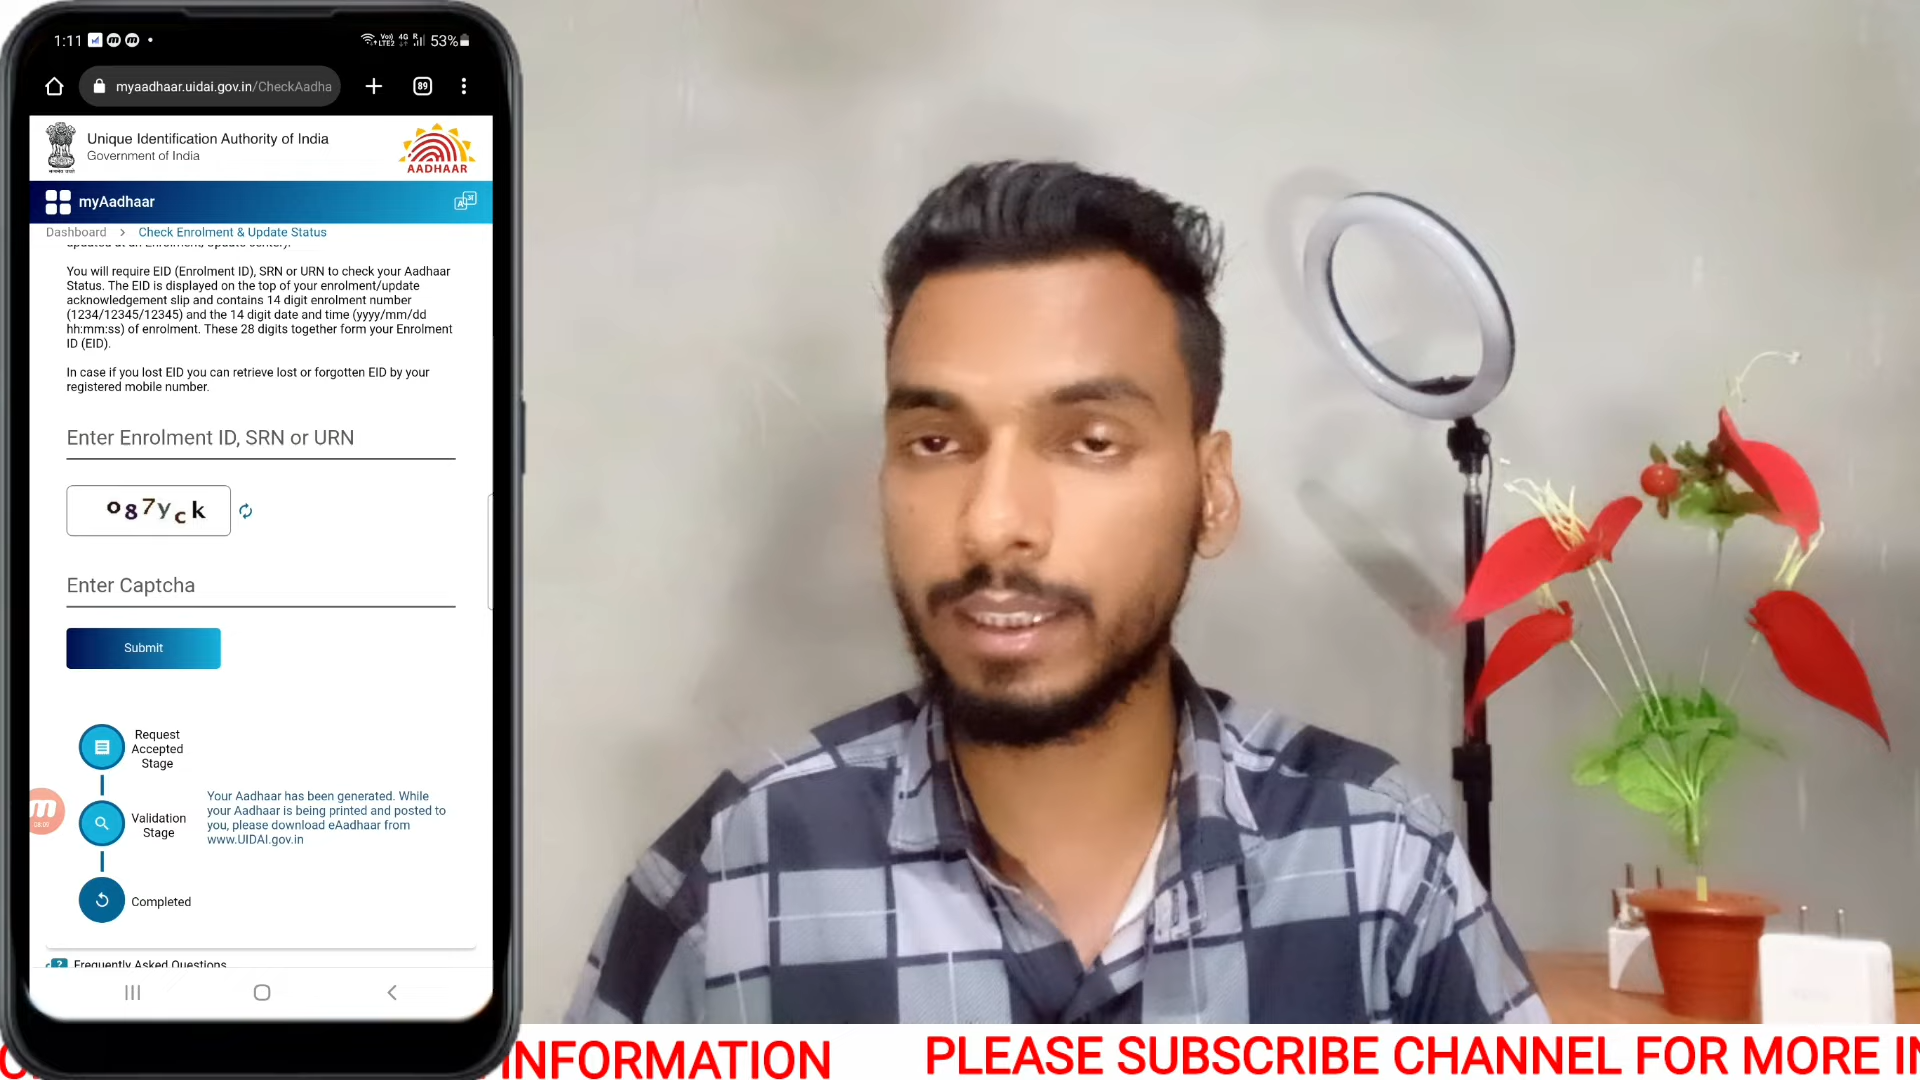 1:11
Vo) 4G R
LTE2
53%
myaadhaar.uidai.gov.in/CheckAadha
89
Unique Identification Authority of India
Government of India
AADHAAR
myAadhaar
Dashboard > Check Enrolment & Update Status
You will require EID (Enrolment ID), SRN or URN to check your Aadhaar
Status. The EID is displayed on the top of your enrolment/update
acknowledgement slip and contains 14 digit enrolment number
(1234/12345/12345) and the 14 digit date and time (yyyy/mm/dd
hh:mm:ss) of enrolment. These 28 digits together form your Enrolment
ID (EID).
In case if you lost EID you can retrieve lost or forgotten EID by your
registered mobile number.
Enter Enrolment ID, SRN or URN
o87yck
Enter Captcha
Submit
Request
Accepted
Stage
Validation
Stage
Your Aadhaar has been generated. While
your Aadhaar is being printed and posted to
you, please download eAadhaar from
www.UIDAI.gov.in
Completed
Frequently Asked Questions
INFORMATION PLEASE SUBSCRIBE CHANNEL FOR MORE IN